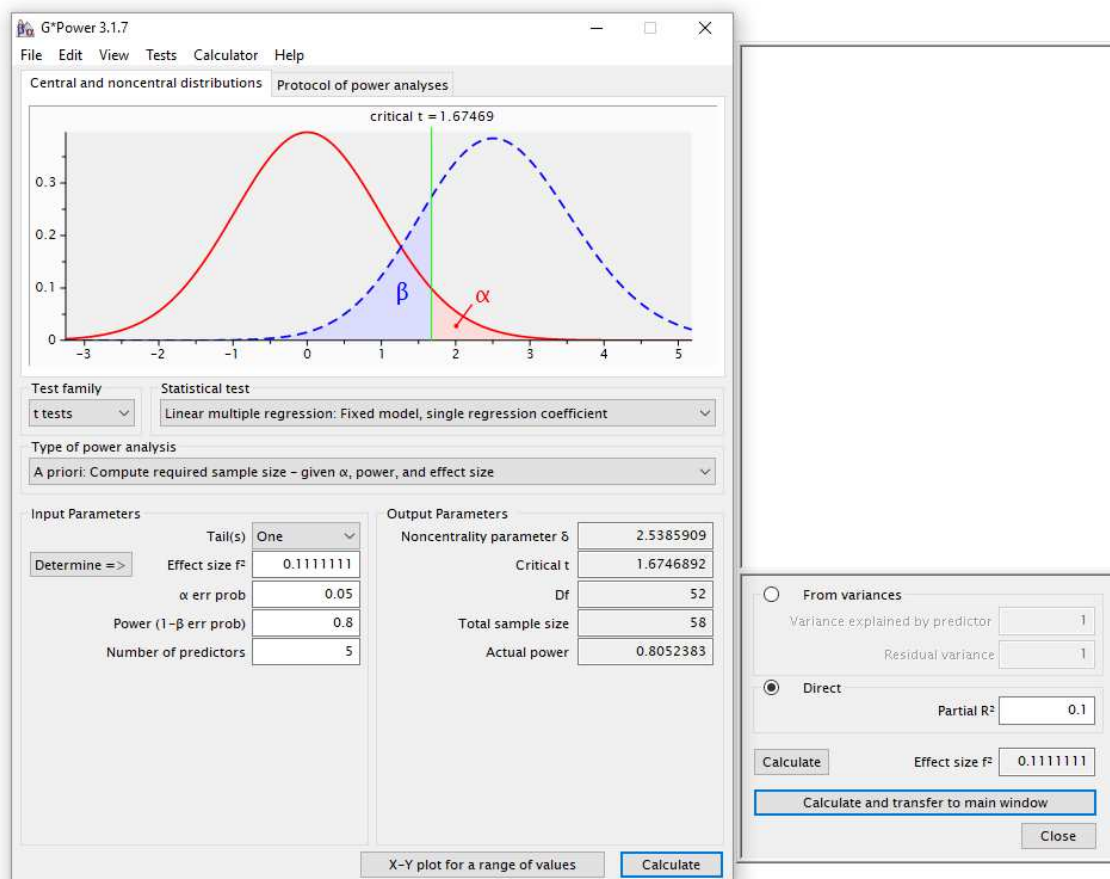 G*Power 3.1.7
File Edit View Tests Calculator Help
Central and noncentral distributions Protocol of power analyses
critical t = 1.67469
0.3
0.2
0.1
0
β
α
-3 -2 -1 0 1 2 3 4 5
Test family Statistical test
t tests Linear multiple regression: Fixed model, single regression coefficient
Type of power analysis
A priori: Compute required sample size – given α, power, and effect size
Input Parameters
Tail(s) One
Determine => Effect size f² 0.1111111
α err prob 0.05
Power (1-β err prob) 0.8
Number of predictors 5
Output Parameters
Noncentrality parameter δ 2.5385909
Critical t 1.6746892
Df 52
Total sample size 58
Actual power 0.8052383
X-Y plot for a range of values Calculate
From variances
Variance explained by predictor 1
Residual variance 1
Direct
Partial R² 0.1
Calculate Effect size f² 0.1111111
Calculate and transfer to main window
Close